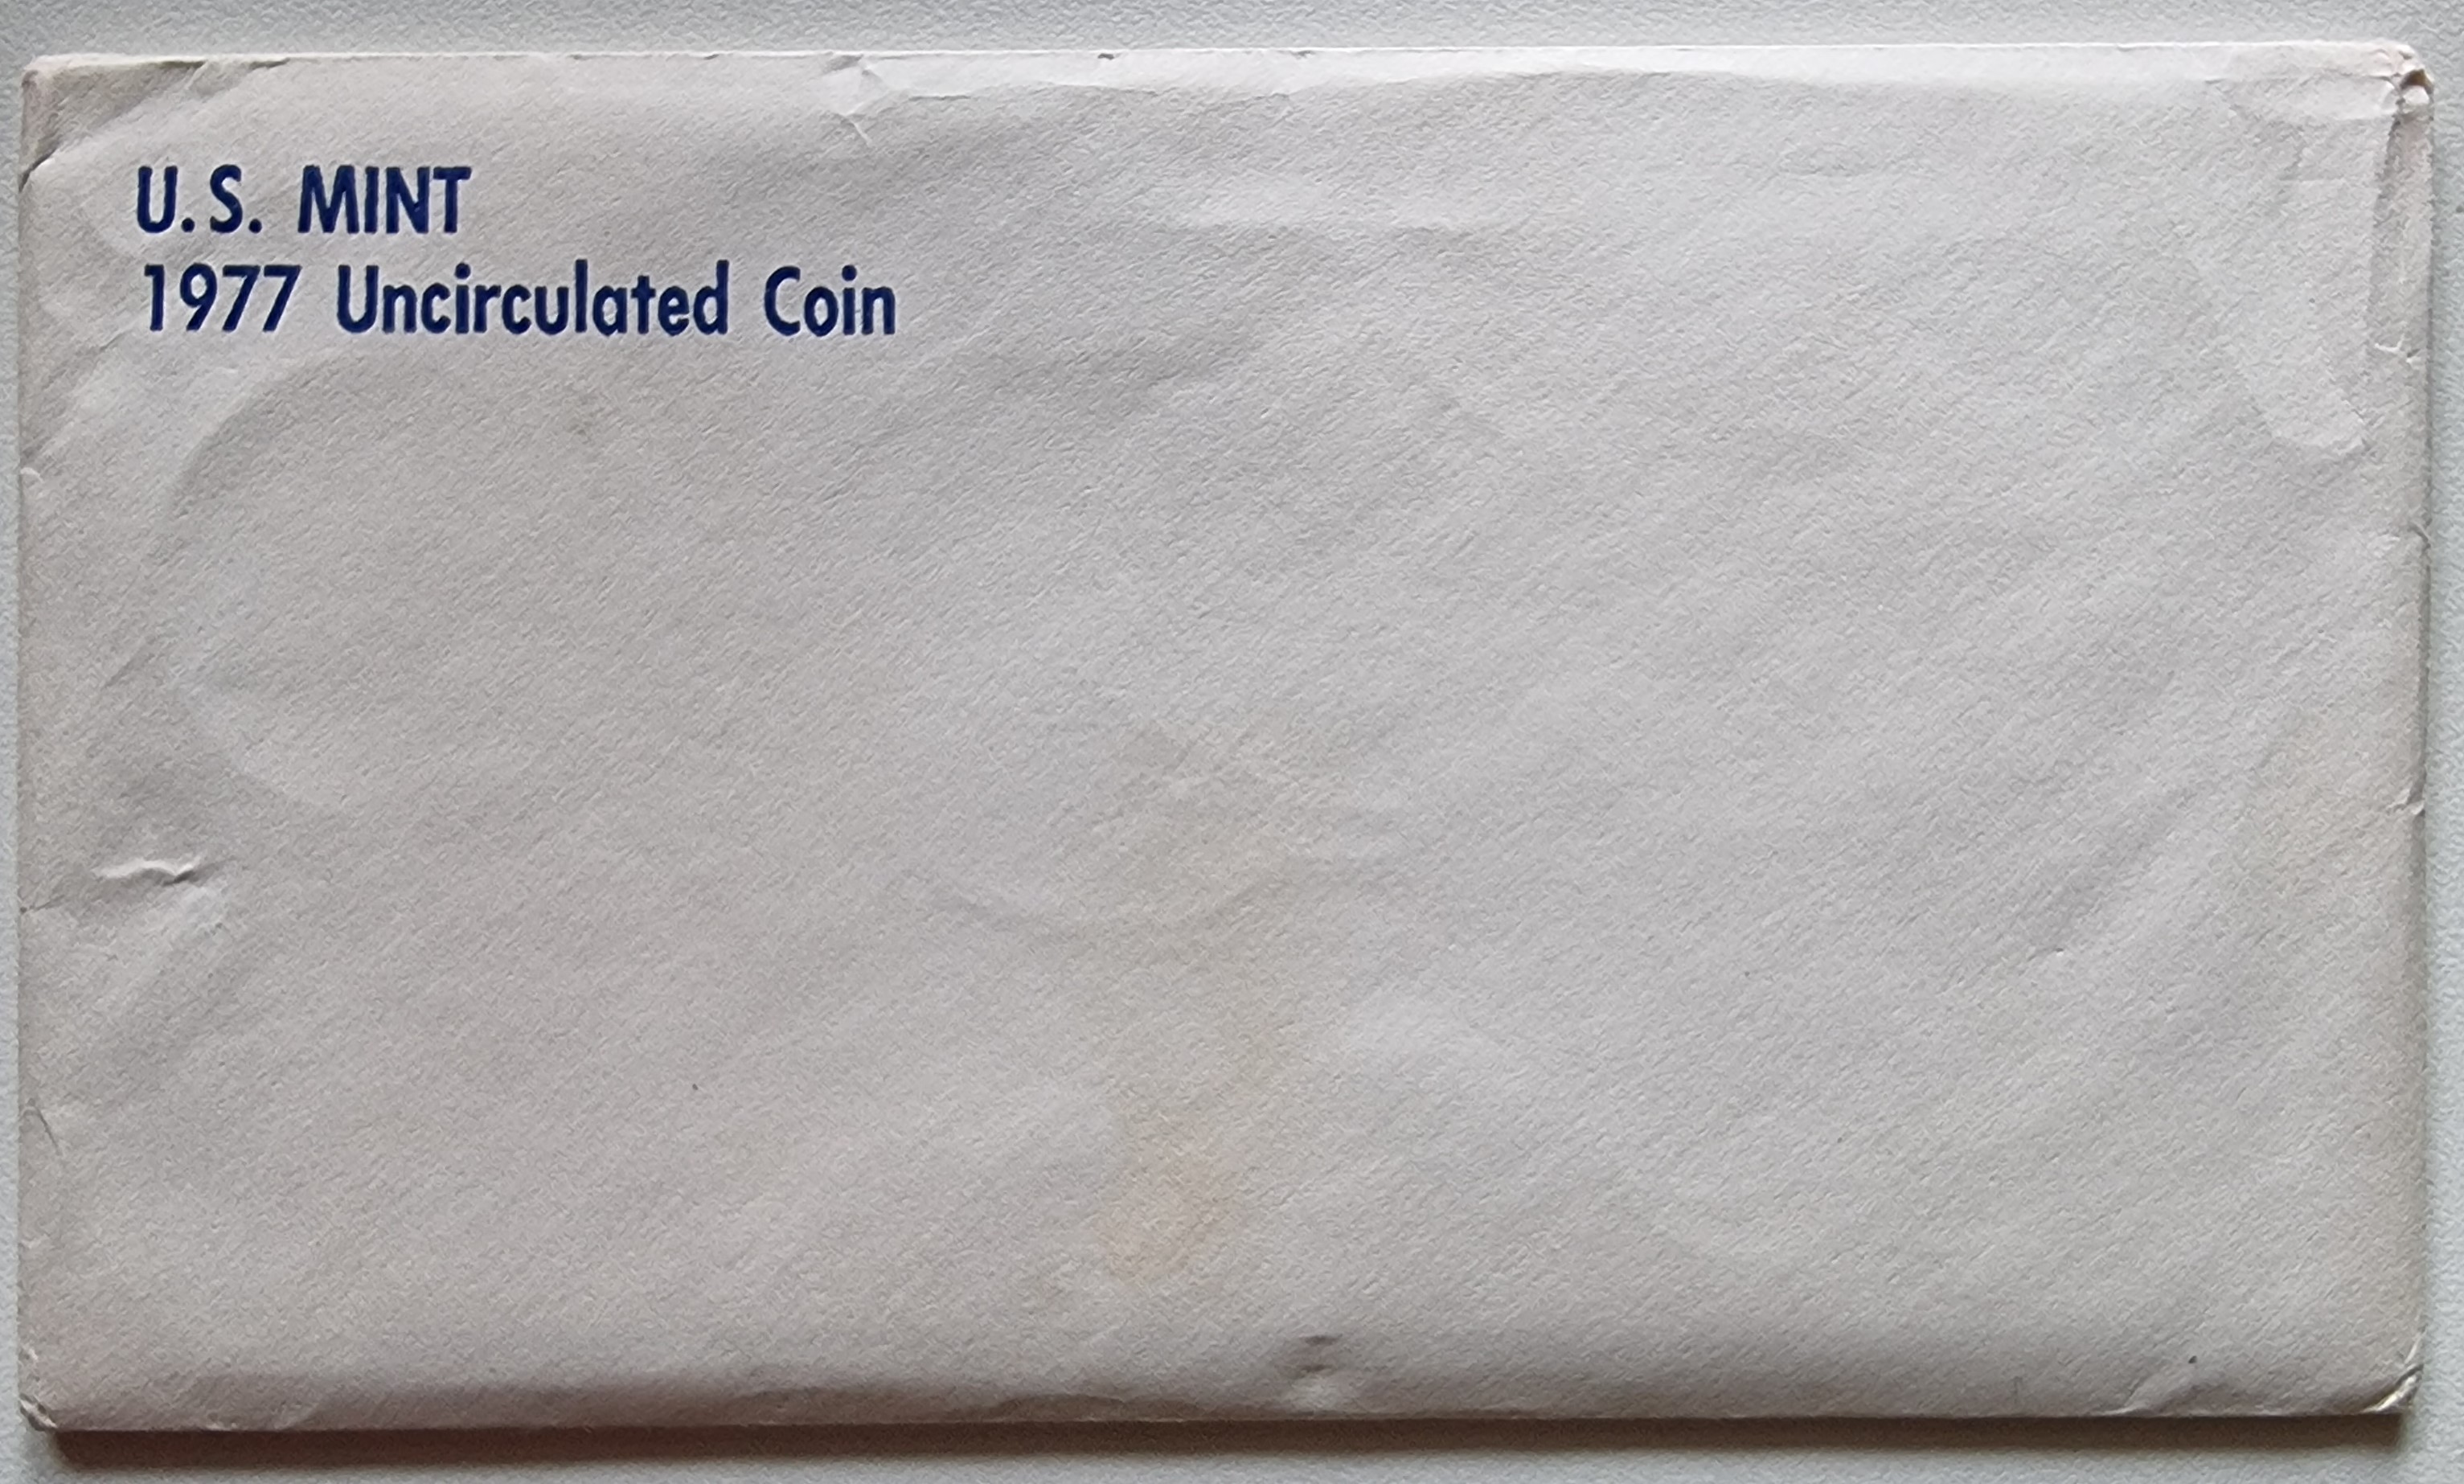 U.S. MINT
1977 Uncirculated Coin